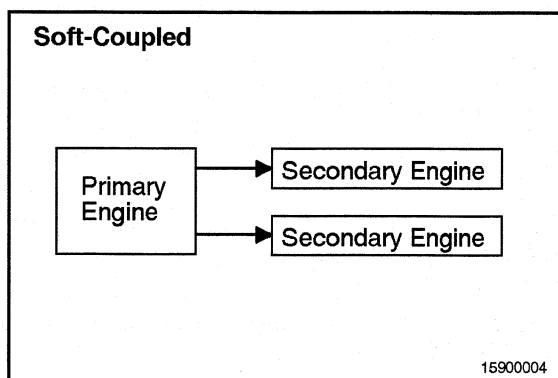 Soft-Coupled
Primary
Engine
Secondary Engine
Secondary Engine
15900004